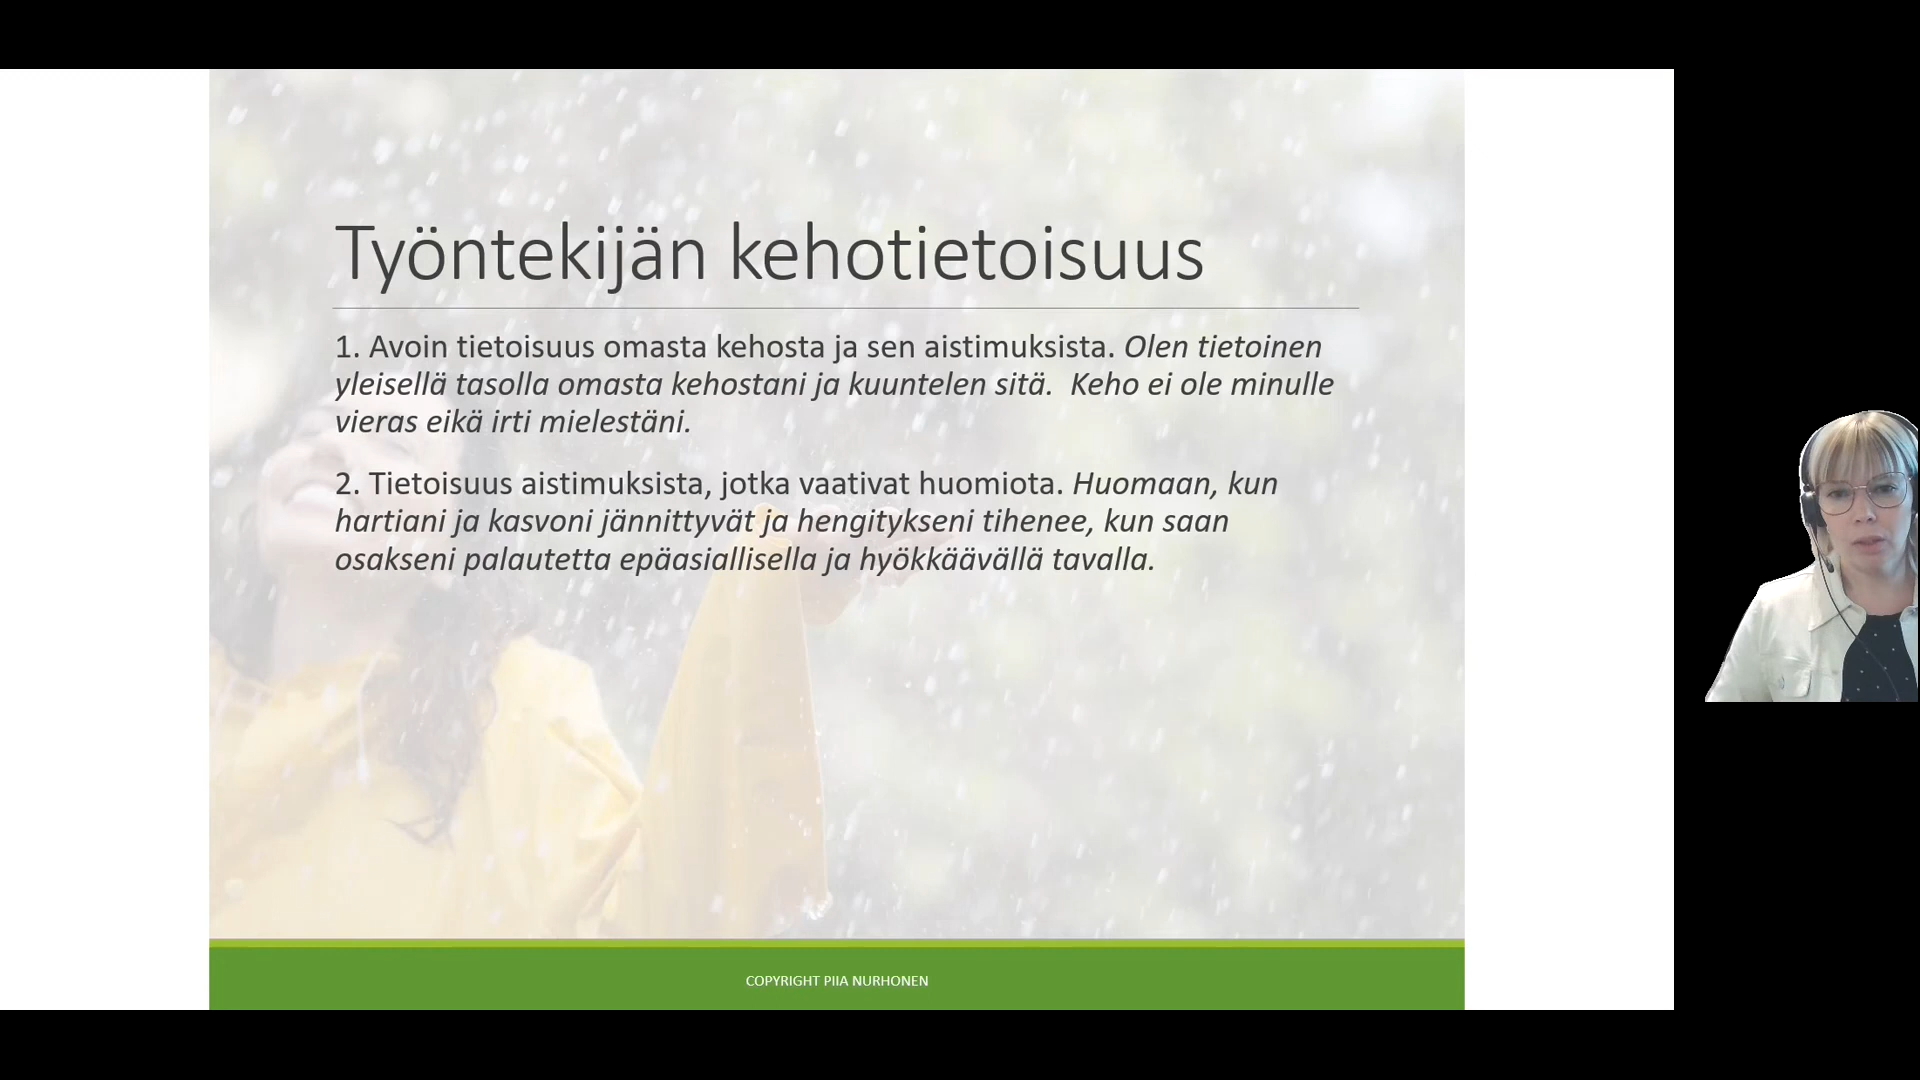 Työntekijän kehotietoisuus
1. Avoin tietoisuus omasta kehosta ja sen aistimuksista. Olen tietoinen
yleisellä tasolla omasta kehostani ja kuuntelen sitä.  Keho ei ole minulle
vieras eikä irti mielestäni.
2. Tietoisuus aistimuksista, jotka vaativat huomiota. Huomaan, kun
hartiani ja kasvoni jännittyvät ja hengitykseni tihenee, kun saan
osakseni palautetta epäasiallisella ja hyökkäävällä tavalla.
COPYRIGHT PIIA NURHONEN